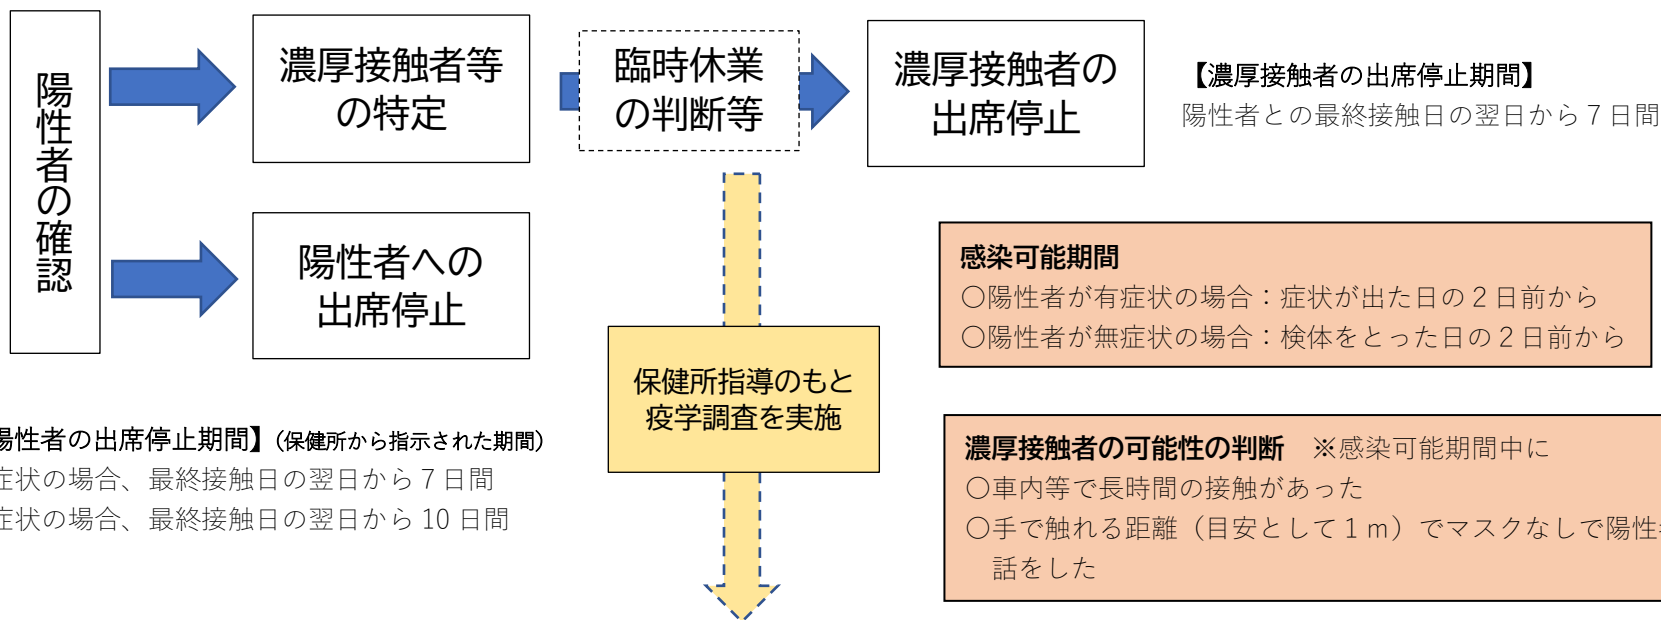 陽性者の確認
濃厚接触者等
の特定
臨時休業
の判断等
濃厚接触者の
出席停止
【濃厚接触者の出席停止期間】
陽性者との最終接触日の翌日から７日間
陽性者への
出席停止
感染可能期間
〇陽性者が有症状の場合：症状が出た日の２日前から
〇陽性者が無症状の場合：検体をとった日の２日前から
保健所指導のもと
疫学調査を実施
陽性者の出席停止期間】（保健所から指示された期間）
症状の場合、最終接触日の翌日から７日間
症状の場合、最終接触日の翌日から 10 日間
濃厚接触者の可能性の判断　※感染可能期間中に
〇車内等で長時間の接触があった
〇手で触れる距離（目安として１ｍ）でマスクなしで陽性
話をした